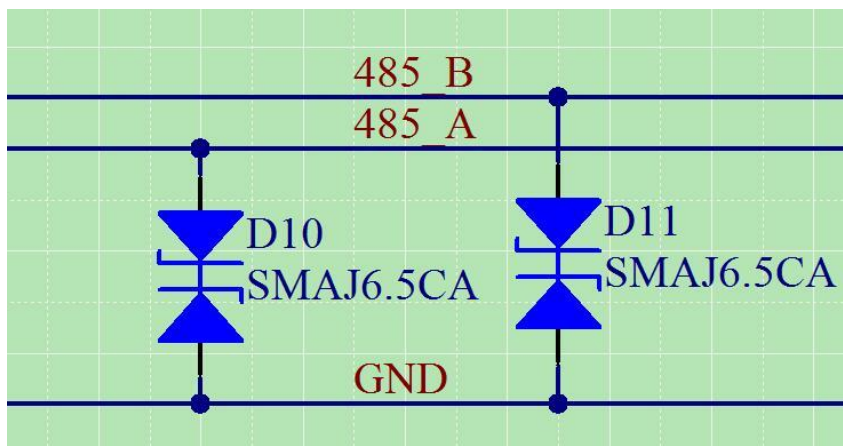 485_B
485_A
D10
SMAJ6.5CA
D11
SMAJ6.5CA
GND